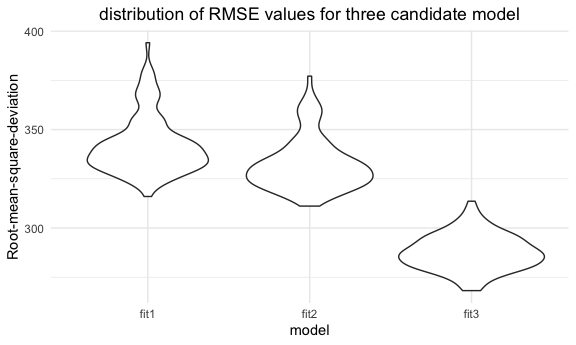 distribution of RMSE values for three candidate model
Root-mean-square-deviation
400
350
300
fit1
fit2
fit3
model